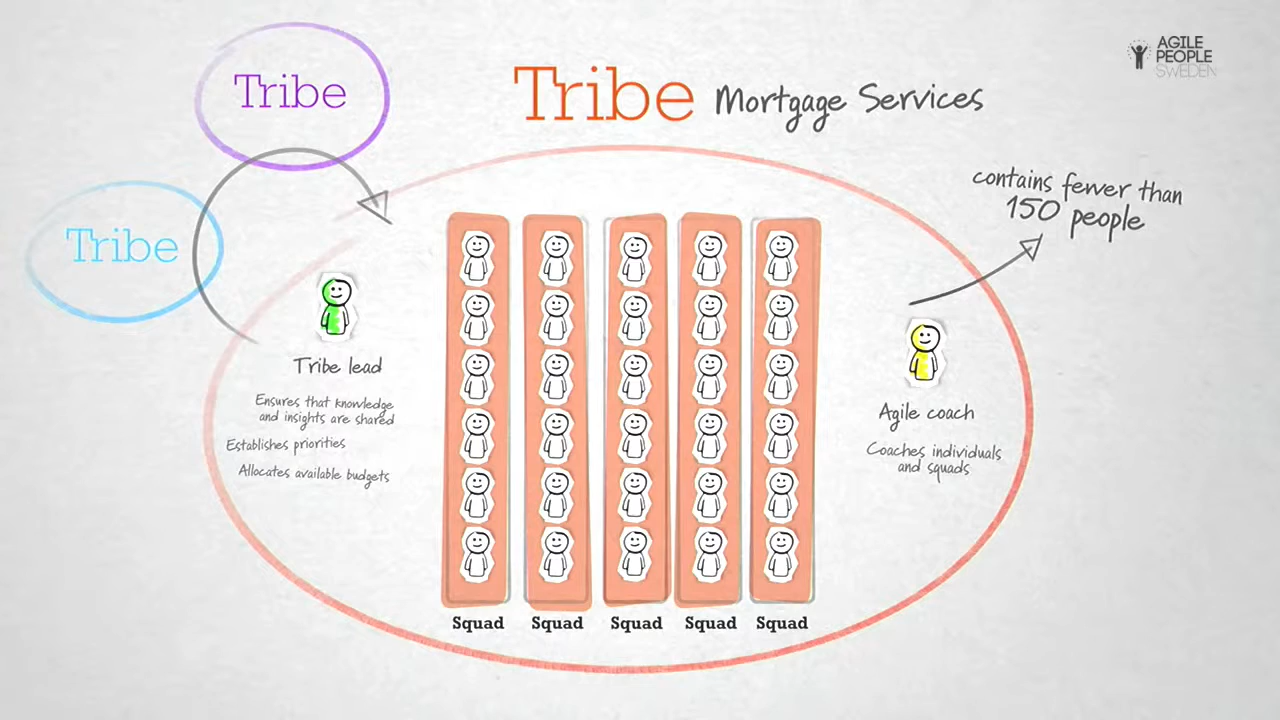 Tribe
Tribe
Tribe Mortgage Services
AGILE
PEOPLE
SWEDEN
contains fewer than
150 people
Tribe lead
Ensures that knowledge
and insights are shared
Establishes priorities
Allocates available budgets
Agile coach
Coaches individuals
and squads
Squad Squad Squad Squad Squad